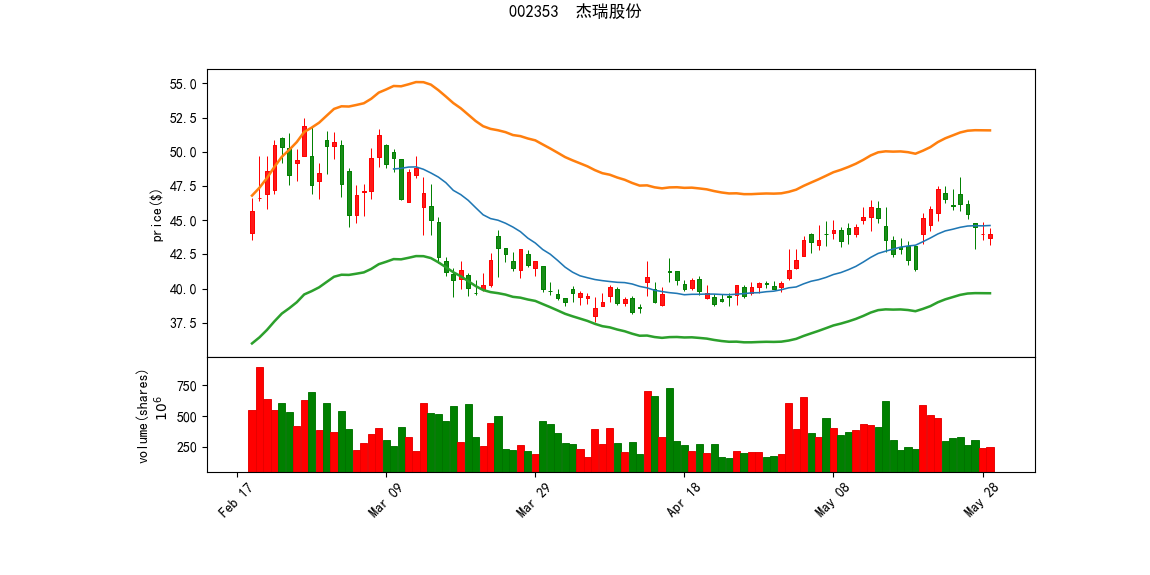 002353  杰瑞股份
price($)
55.0
52.5
50.0
47.5
45.0
42.5
40.0
37.5
volume(shares)
10^6
750
500
250
Feb 17
Mar 09
Mar 29
Apr 18
May 08
May 28